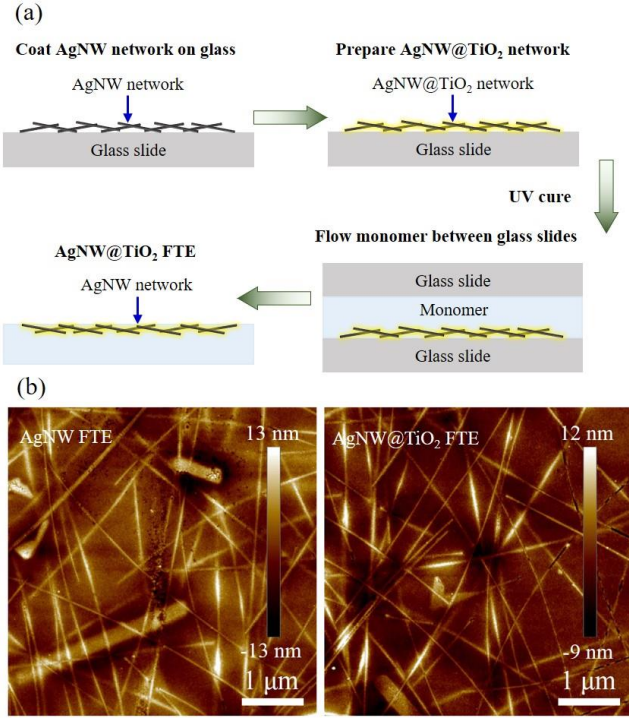 (a)
Coat AgNW network on glass
AgNW network
Glass slide
Prepare AgNW@TiO₂ network
AgNW@TiO₂ network
Glass slide
UV cure
Flow monomer between glass slides
Glass slide
Monomer
Glass slide
AgNW@TiO₂ FTE
AgNW network
(b)
AgNW FTE
13 nm
-13 nm
1 μm
AgNW@TiO₂ FTE
12 nm
-9 nm
1 μm